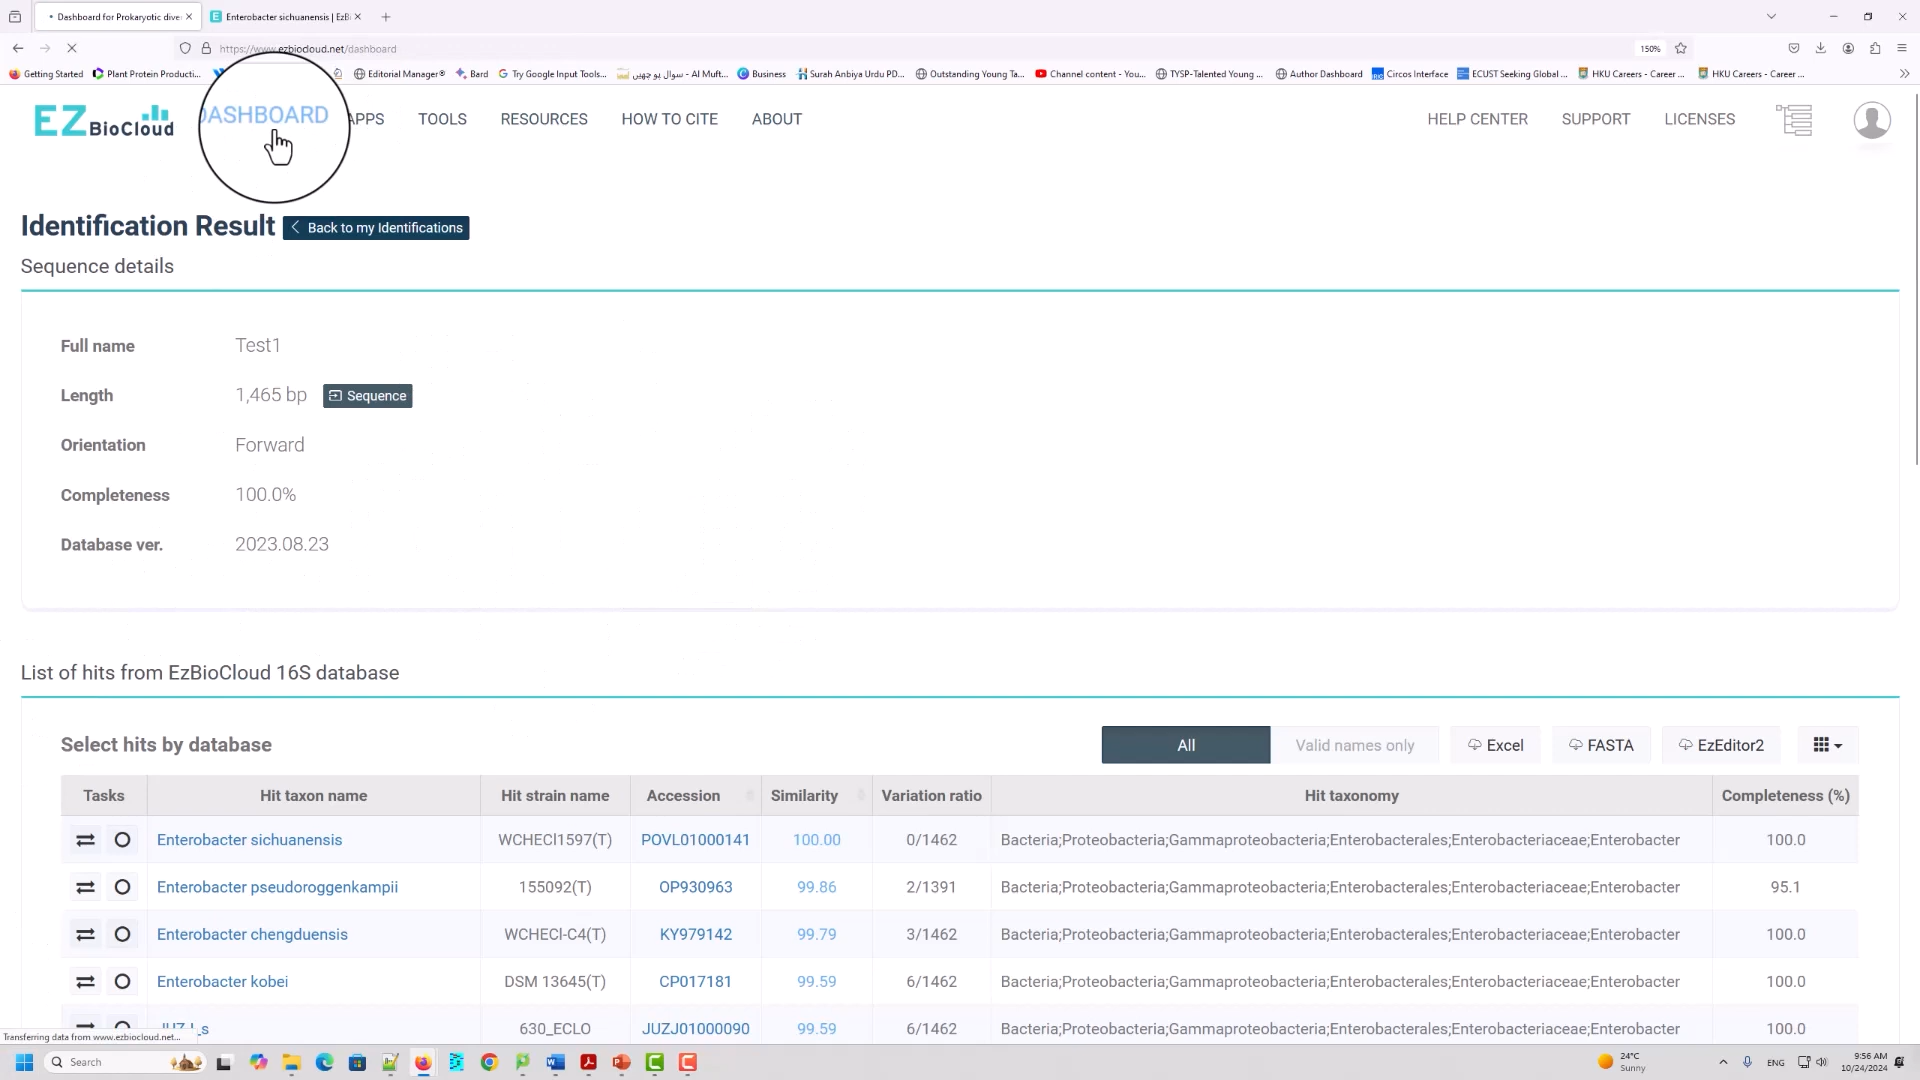 Dashboard for Prokaryotic dive
Enterobacter sichuanensis | EzBi
https://www.ezbiocloud.net/dashboard
150%
Getting Started
Plant Protein Producti...
Editorial Manager®
Bard
Try Google Input Tools...
سوال پو چھیں - Al Muft...
Business
Surah Anbiya Urdu PD...
Outstanding Young Ta...
Channel content - You...
TYSP-Talented Young ...
Author Dashboard
Circos Interface
ECUST Seeking Global ...
HKU Careers - Career ...
HKU Careers - Career ...
EZBioCloud
DASHBOARD
APPS
TOOLS
RESOURCES
HOW TO CITE
ABOUT
HELP CENTER
SUPPORT
LICENSES
Identification Result
Back to my Identifications
Sequence details
Full name Test1
Length 1,465 bp Sequence
Orientation Forward
Completeness 100.0%
Database ver. 2023.08.23
List of hits from EzBioCloud 16S database
Select hits by database
All
Valid names only
Excel
FASTA
EzEditor2
Tasks Hit taxon name Hit strain name Accession Similarity Variation ratio Hit taxonomy Completeness (%)
Enterobacter sichuanensis WCHECl1597(T) POVL01000141 100.00 0/1462 Bacteria;Proteobacteria;Gammaproteobacteria;Enterobacterales;Enterobacteriaceae;Enterobacter 100.0
Enterobacter pseudoroggenkampii 155092(T) OP930963 99.86 2/1391 Bacteria;Proteobacteria;Gammaproteobacteria;Enterobacterales;Enterobacteriaceae;Enterobacter 95.1
Enterobacter chengduensis WCHECl-C4(T) KY979142 99.79 3/1462 Bacteria;Proteobacteria;Gammaproteobacteria;Enterobacterales;Enterobacteriaceae;Enterobacter 100.0
Enterobacter kobei DSM 13645(T) CP017181 99.59 6/1462 Bacteria;Proteobacteria;Gammaproteobacteria;Enterobacterales;Enterobacteriaceae;Enterobacter 100.0
630_ECLO JUZJ01000090 99.59 6/1462 Bacteria;Proteobacteria;Gammaproteobacteria;Enterobacterales;Enterobacteriaceae;Enterobacter 100.0
Transferring data from www.ezbiocloud.net...
Search
24°C
Sunny
ENG
9:56 AM
10/24/2024